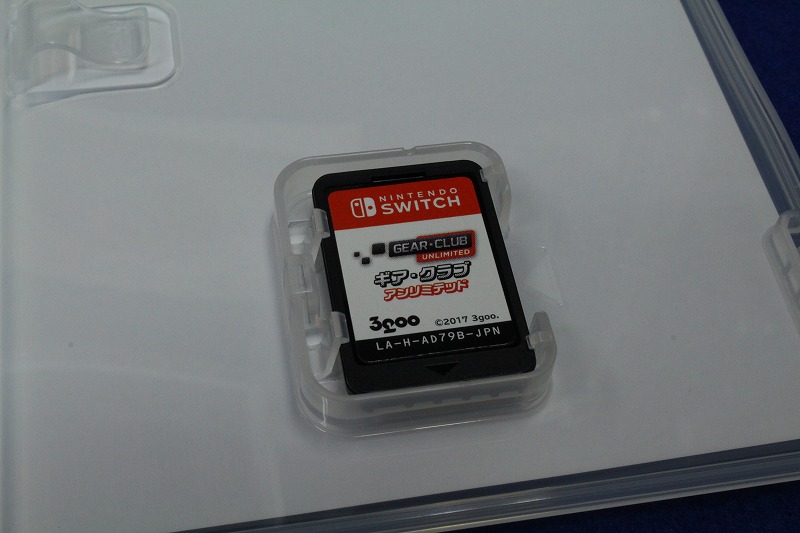 NINTENDO
SWITCH
GEAR·CLUB
UNLIMITED
ギア・クラブ
アンリミテッド
3goo ©2017 3goo.
LA-H-AD79B-JPN